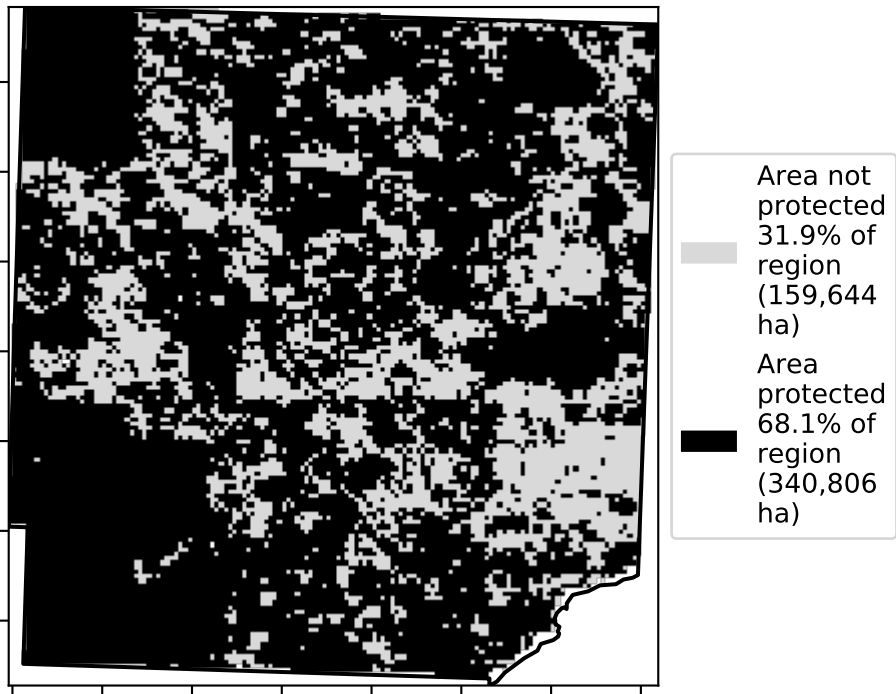 Area not
protected
31.9% of
region
(159,644
ha)
Area
protected
68.1% of
region
(340,806
ha)